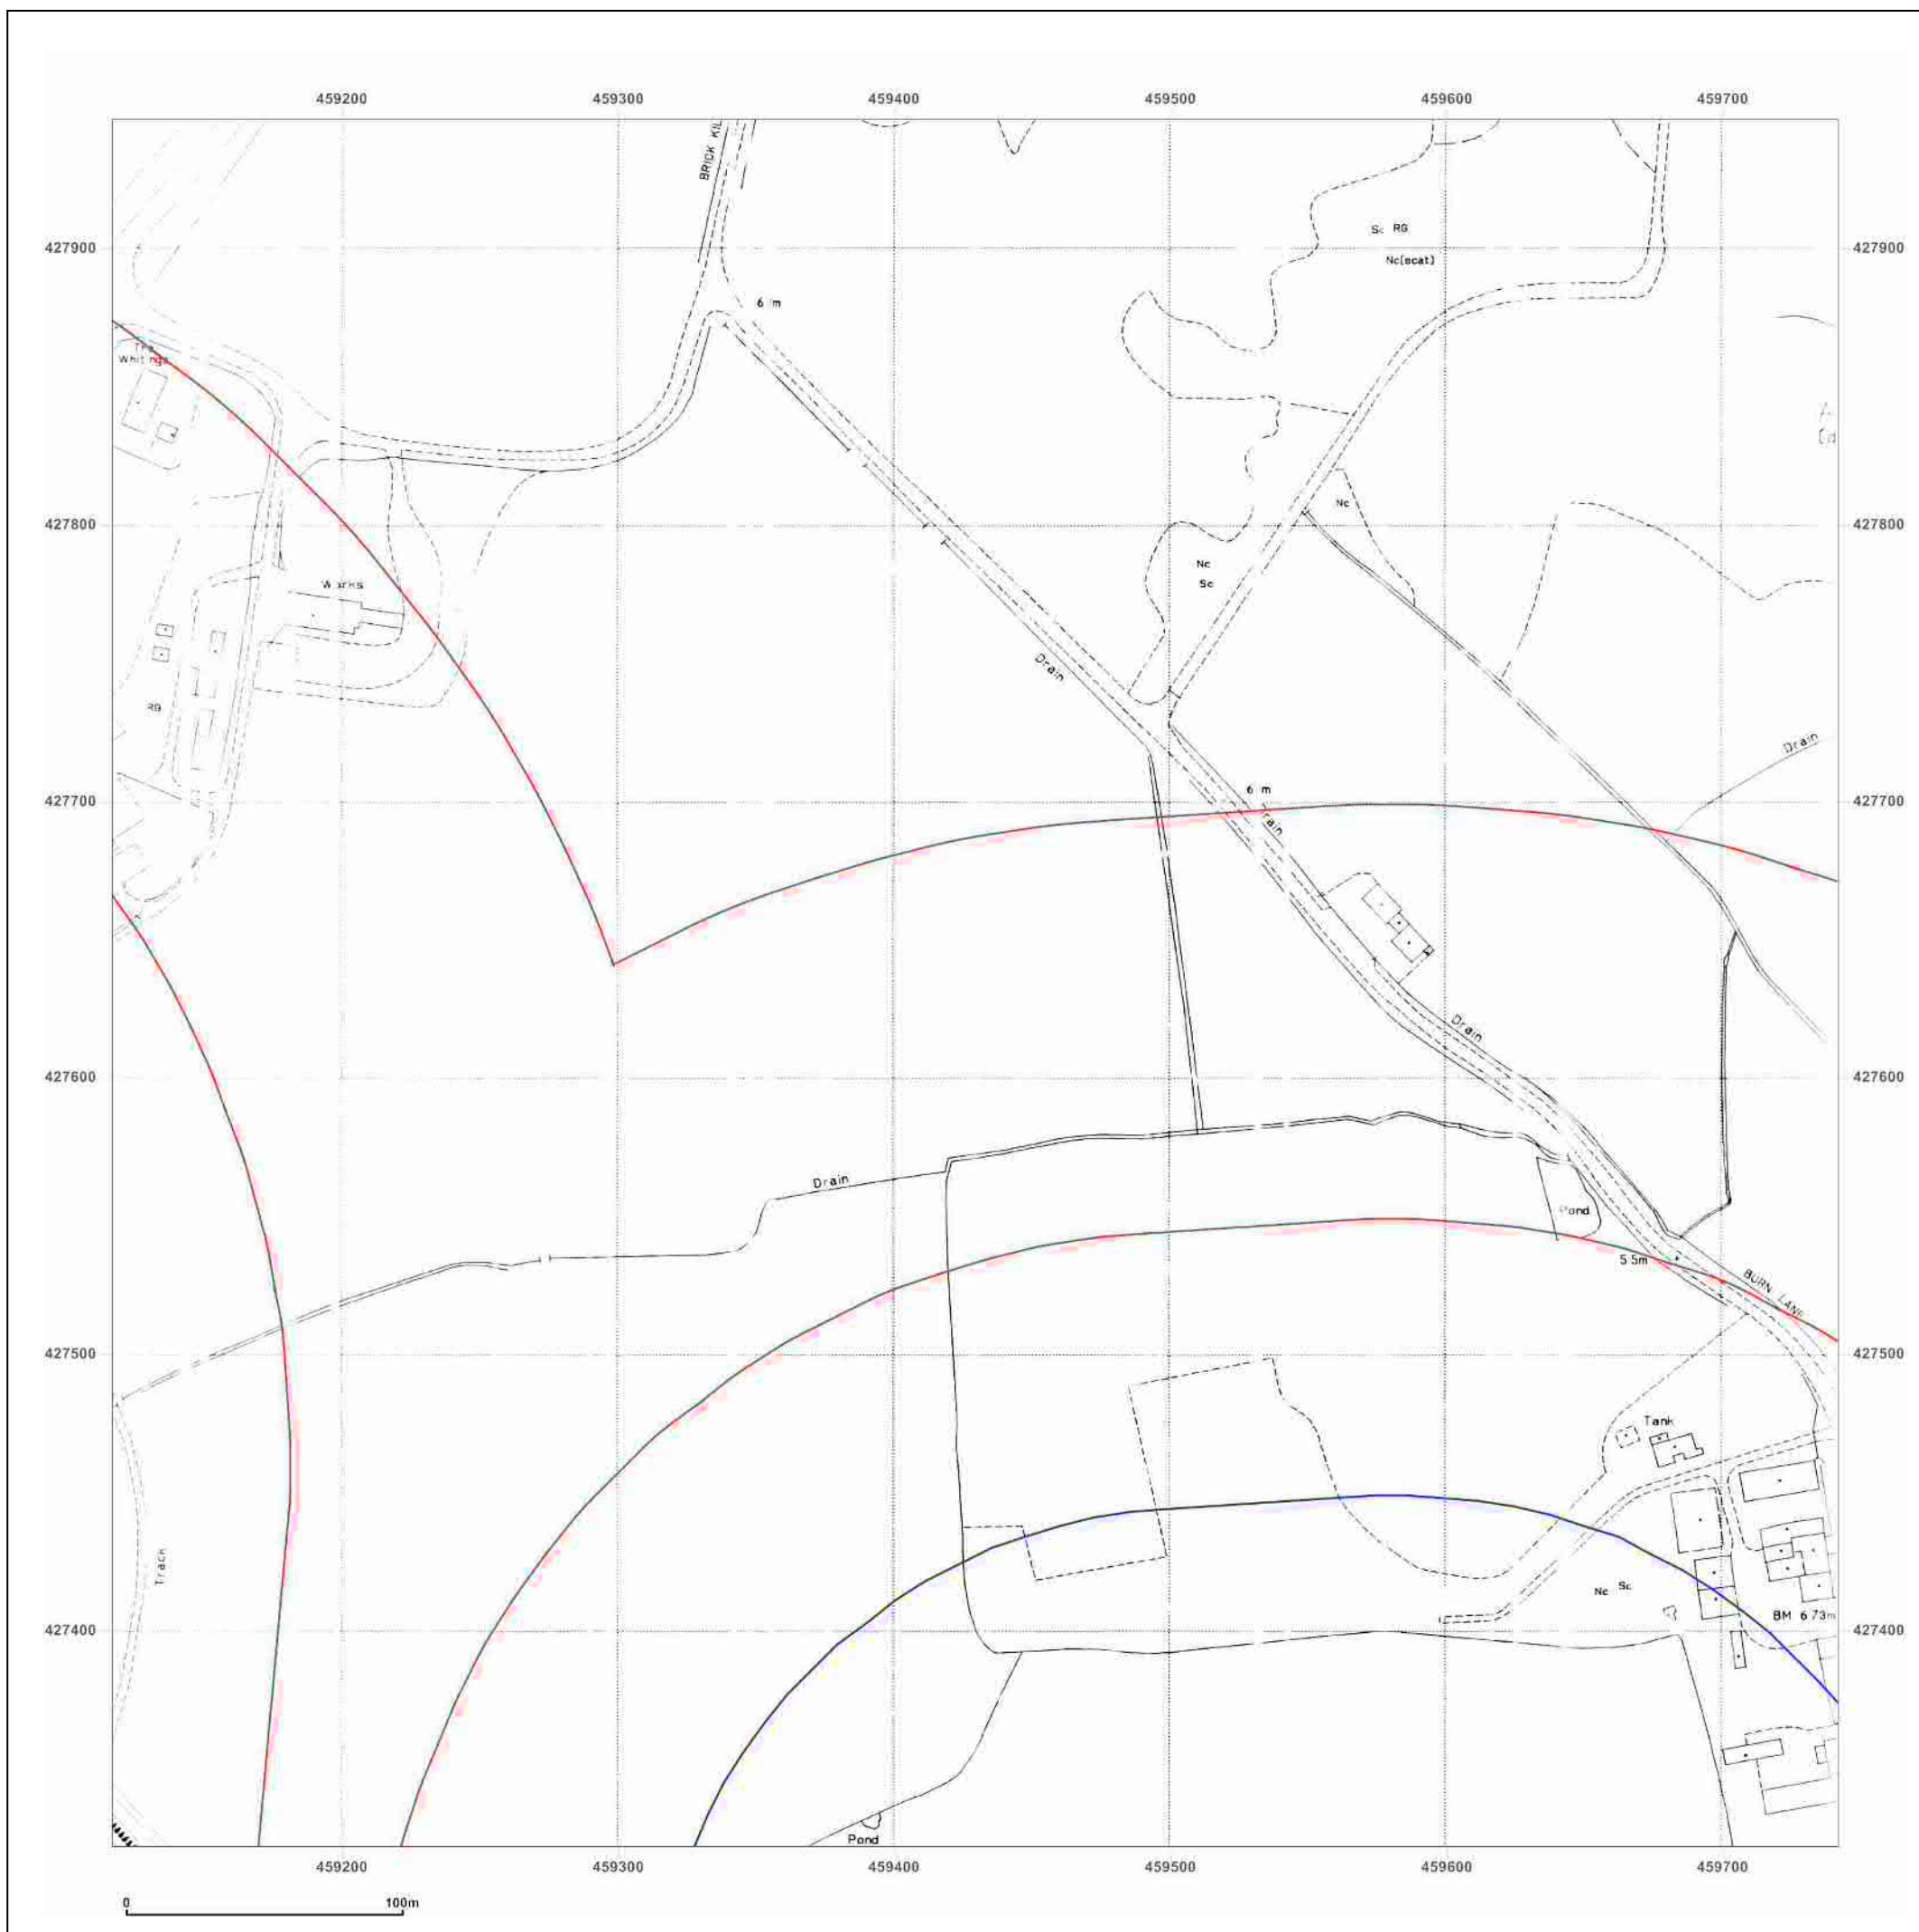 459200 459300 459400 459500 459600 459700
BRICK KIL
427900 427900
Sc RG
Nc(scat)
6 m
The
Whitings
427800 427800
Nc
Nc
Sc
Works
Drain
RG
Drain
427700 427700
6 m
rain
Drain
427600 427600
Drain
Pond
5 5m
BURN LANE
427500 427500
Tank
Track
Nc Sc
BM 6 73m
427400 427400
Pond
459200 459300 459400 459500 459600 459700
0 100m